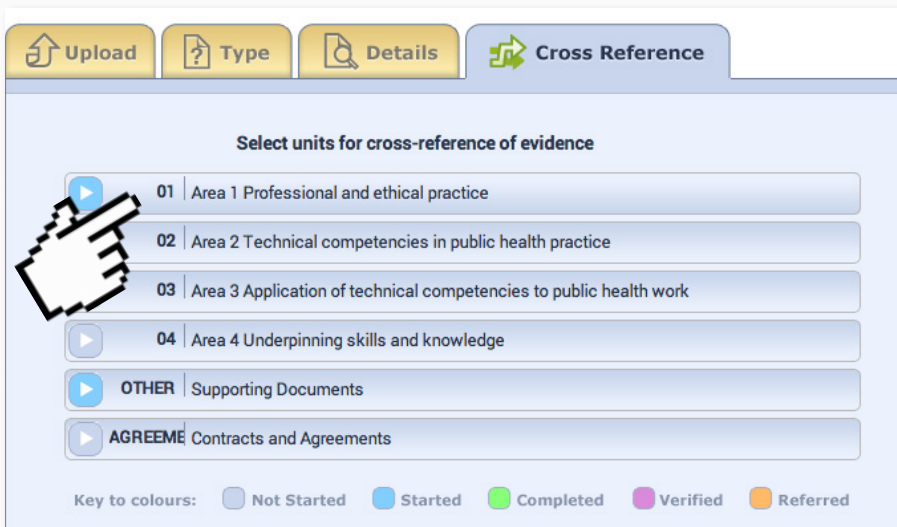 Upload Type Details Cross Reference
Select units for cross-reference of evidence
01 Area 1 Professional and ethical practice
02 Area 2 Technical competencies in public health practice
03 Area 3 Application of technical competencies to public health work
04 Area 4 Underpinning skills and knowledge
OTHER Supporting Documents
AGREEME Contracts and Agreements
Key to colours: Not Started Started Completed Verified Referred